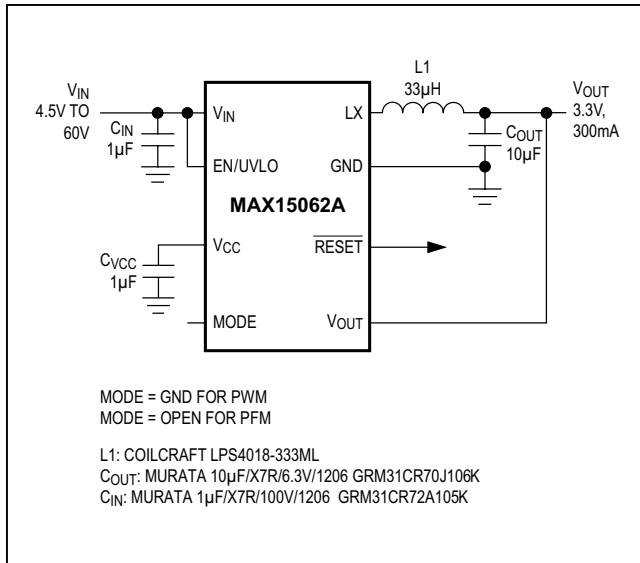 L1
33µH
VIN
4.5V TO
60V
CIN
1µF
VIN
LX
VOUT
3.3V,
300mA
COUT
10µF
EN/UVLO
GND
MAX15062A
VCC
RESET
CVCC
1µF
MODE
VOUT
MODE = GND FOR PWM
MODE = OPEN FOR PFM
L1: COILCRAFT LPS4018-333ML
COUT: MURATA 10µF/X7R/6.3V/1206 GRM31CR70J106K
CIN: MURATA 1µF/X7R/100V/1206 GRM31CR72A105K